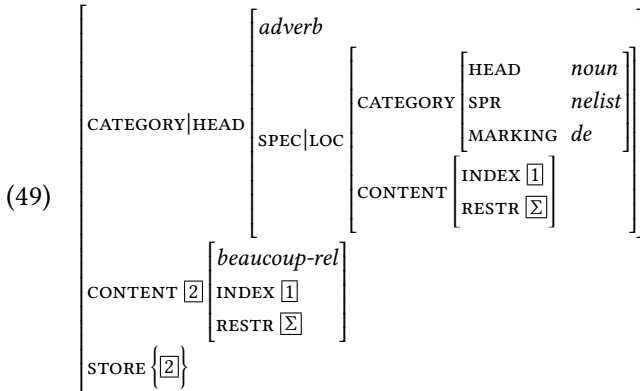 adverb
HEAD noun
CATEGORY SPR nelist
MARKING de
CATEGORY|HEAD
SPEC|LOC
INDEX 1
CONTENT
RESTR Σ
(49)
beaucoup-rel
CONTENT 2 INDEX 1
RESTR Σ
STORE {2}